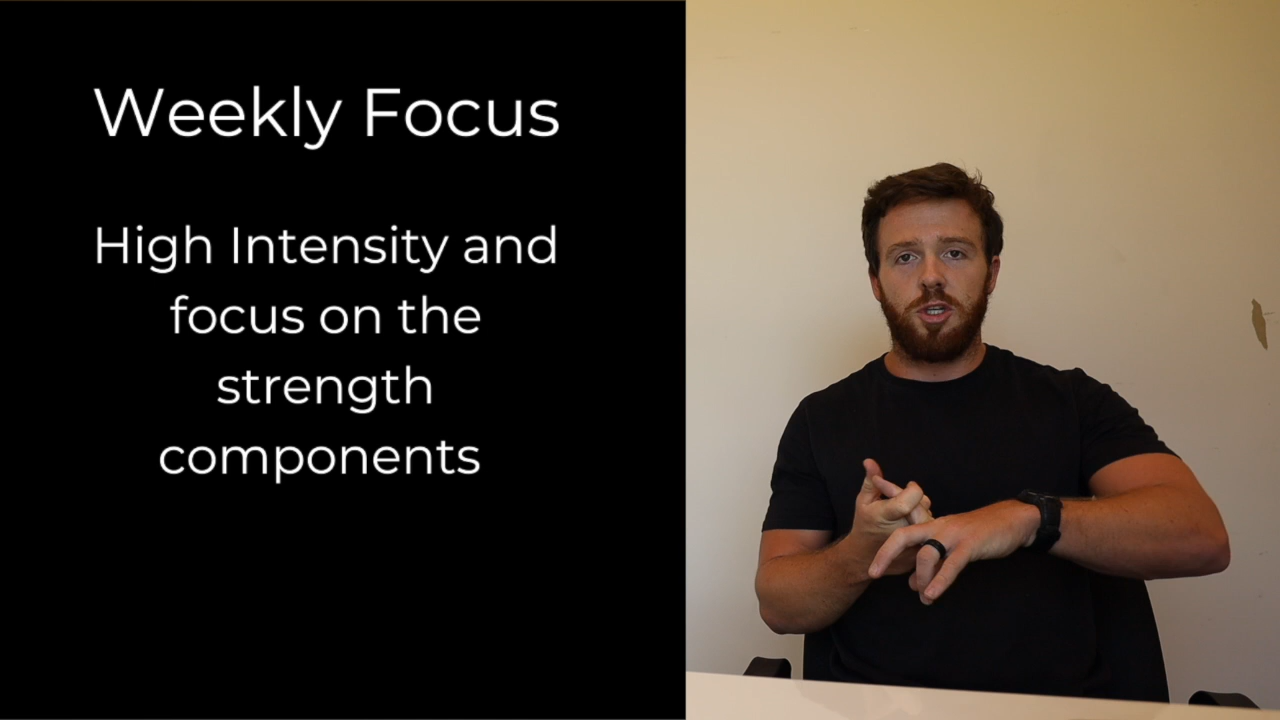 Weekly Focus
High Intensity and
focus on the
strength
components